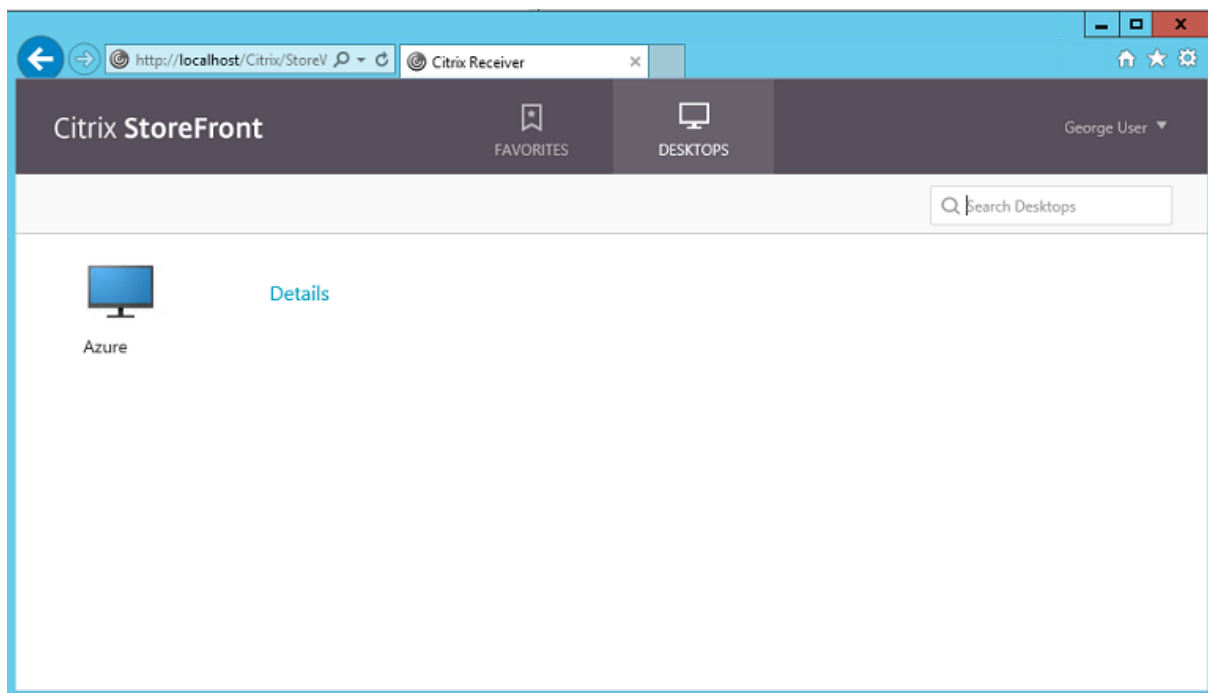 http://localhost/Citrix/StoreV
Citrix Receiver
Citrix StoreFront
FAVORITES
DESKTOPS
George User
Search Desktops
Details
Azure